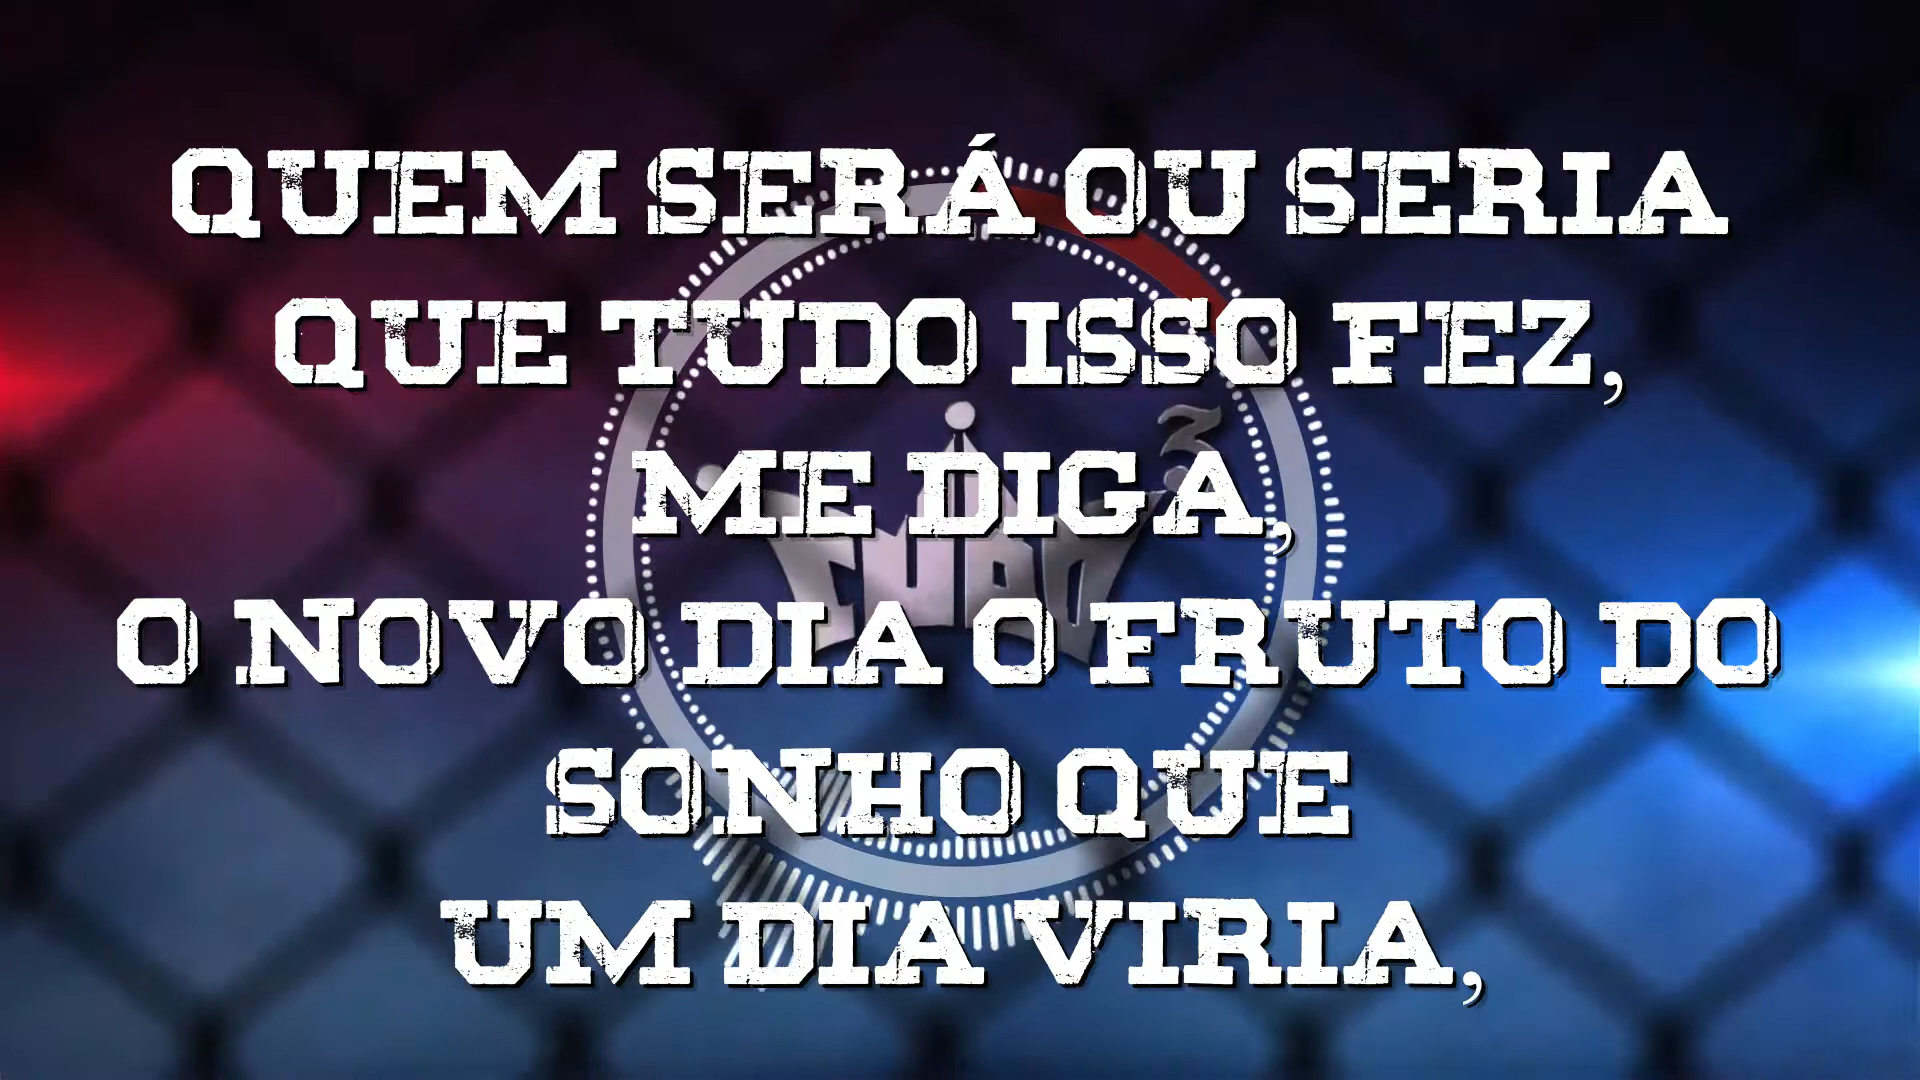 QUEM SERÁ OU SERIA
QUE TUDO ISSO FEZ,
ME DIGA,
O NOVO DIA O FRUTO DO
SONHO QUE
UM DIA VIRIA,
3